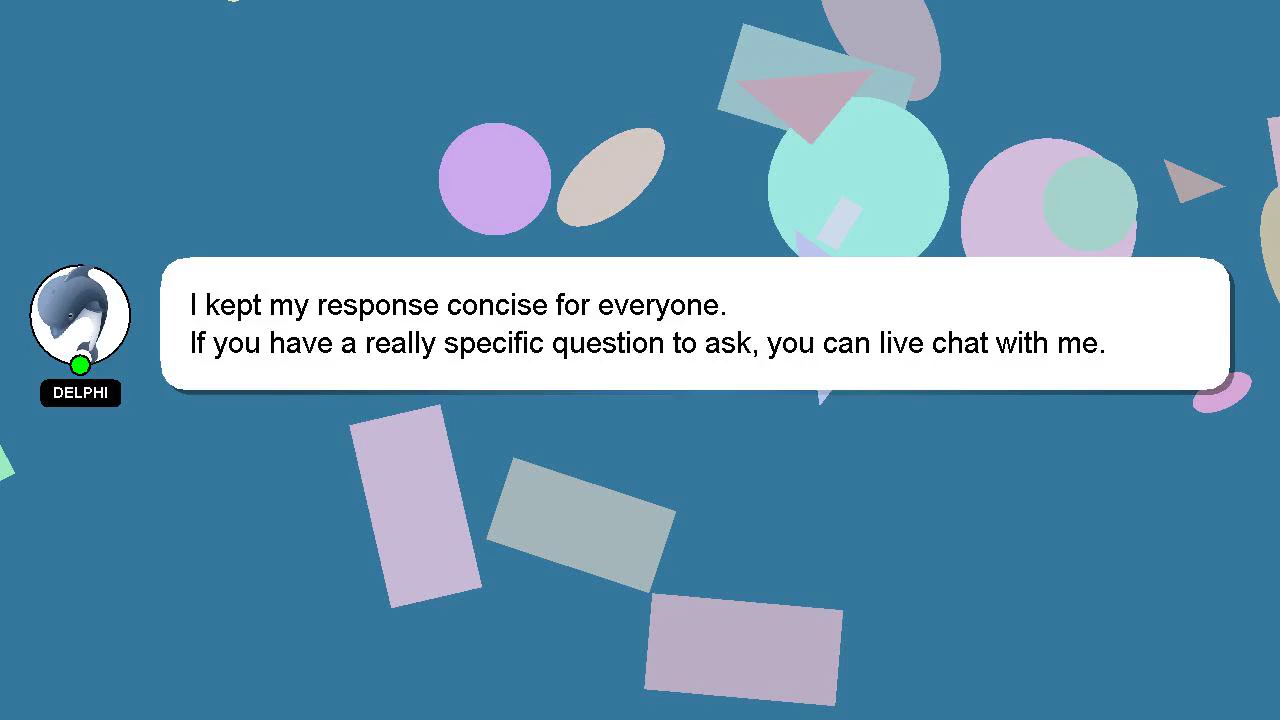 I kept my response concise for everyone.
If you have a really specific question to ask, you can live chat with me.
DELPHI